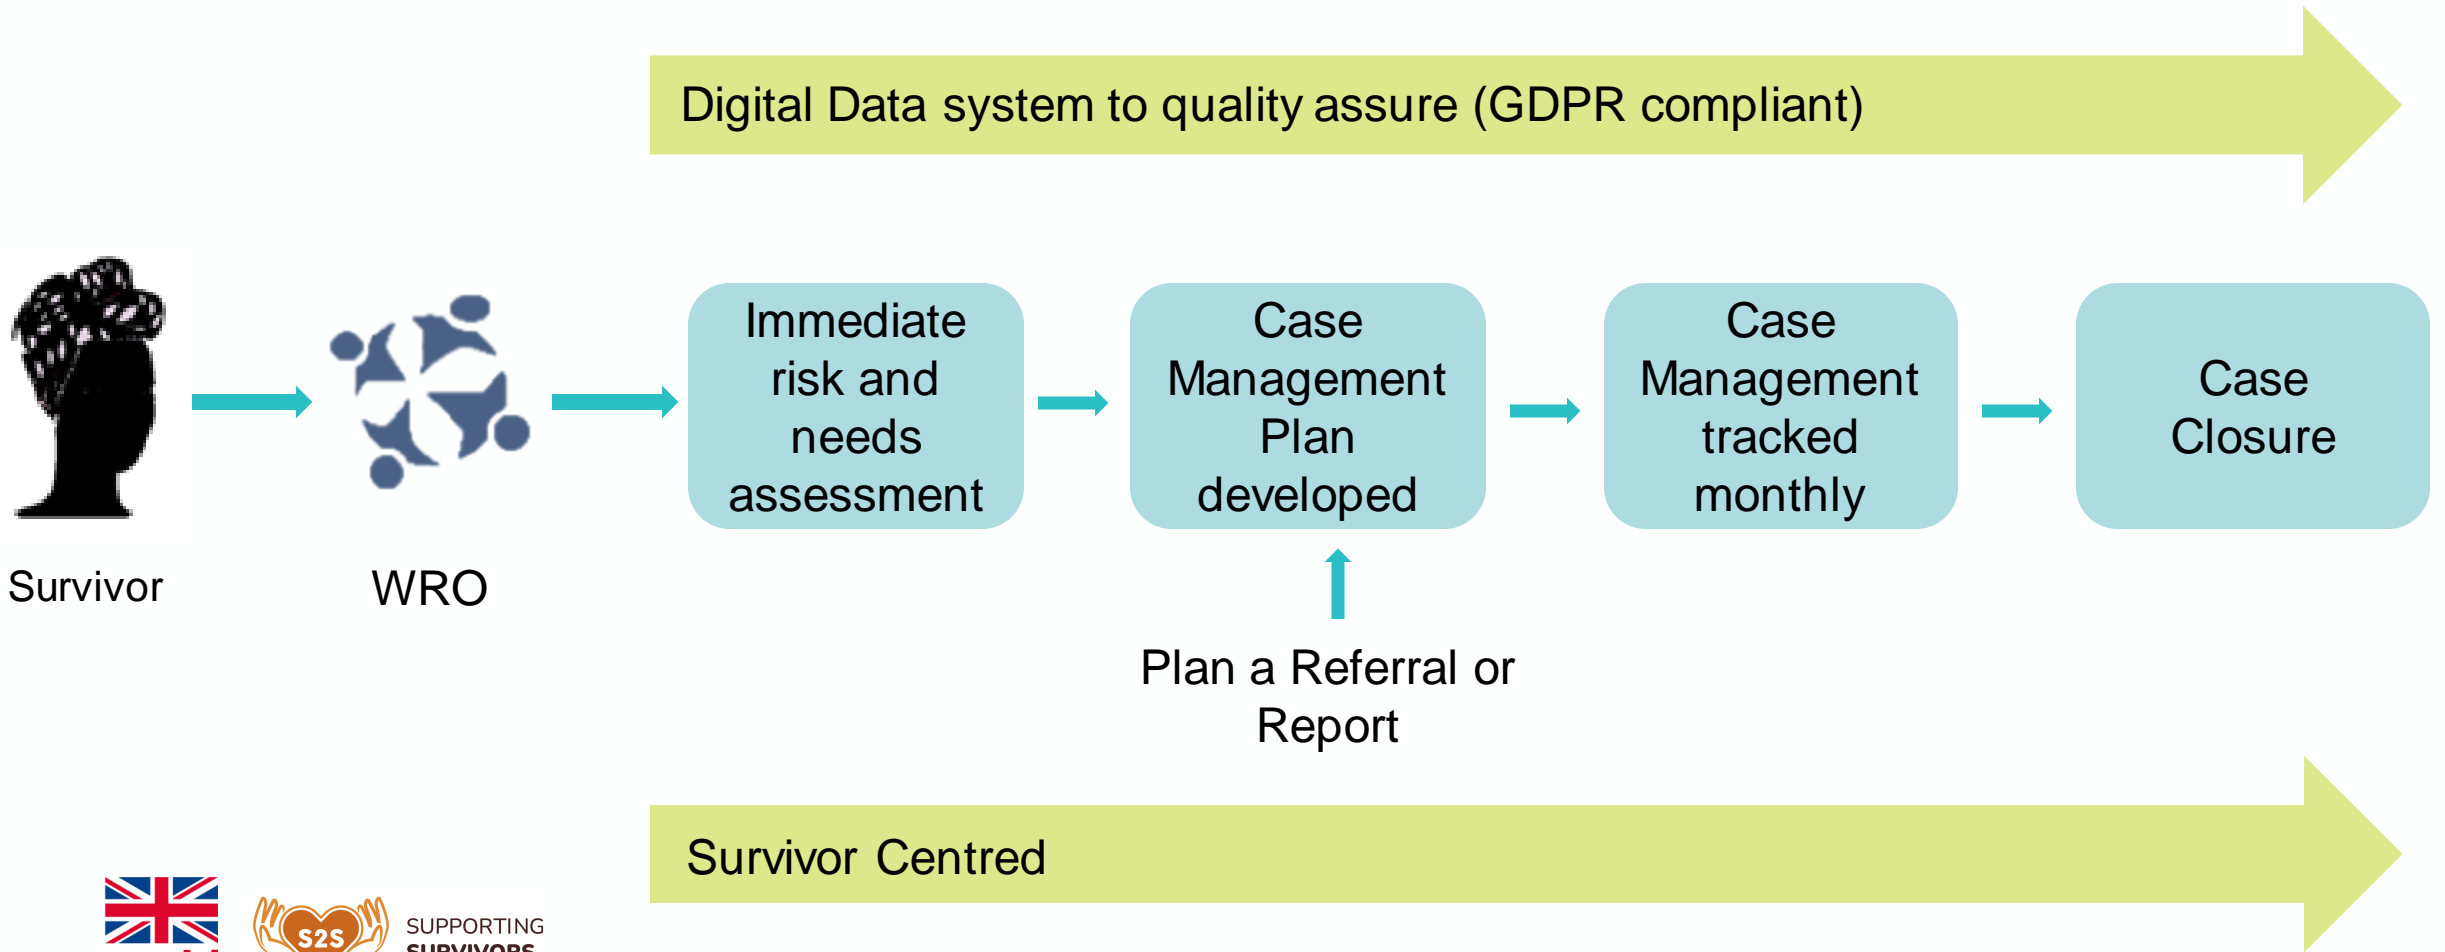 Digital Data system to quality assure (GDPR compliant)
Immediate
risk and
needs
assessment
Case
Management
Plan
developed
Case
Management
tracked
monthly
Case
Closure
Survivor
WRO
Plan a Referral or
Report
Survivor Centred
S2S
SUPPORTING
SURVIVORS